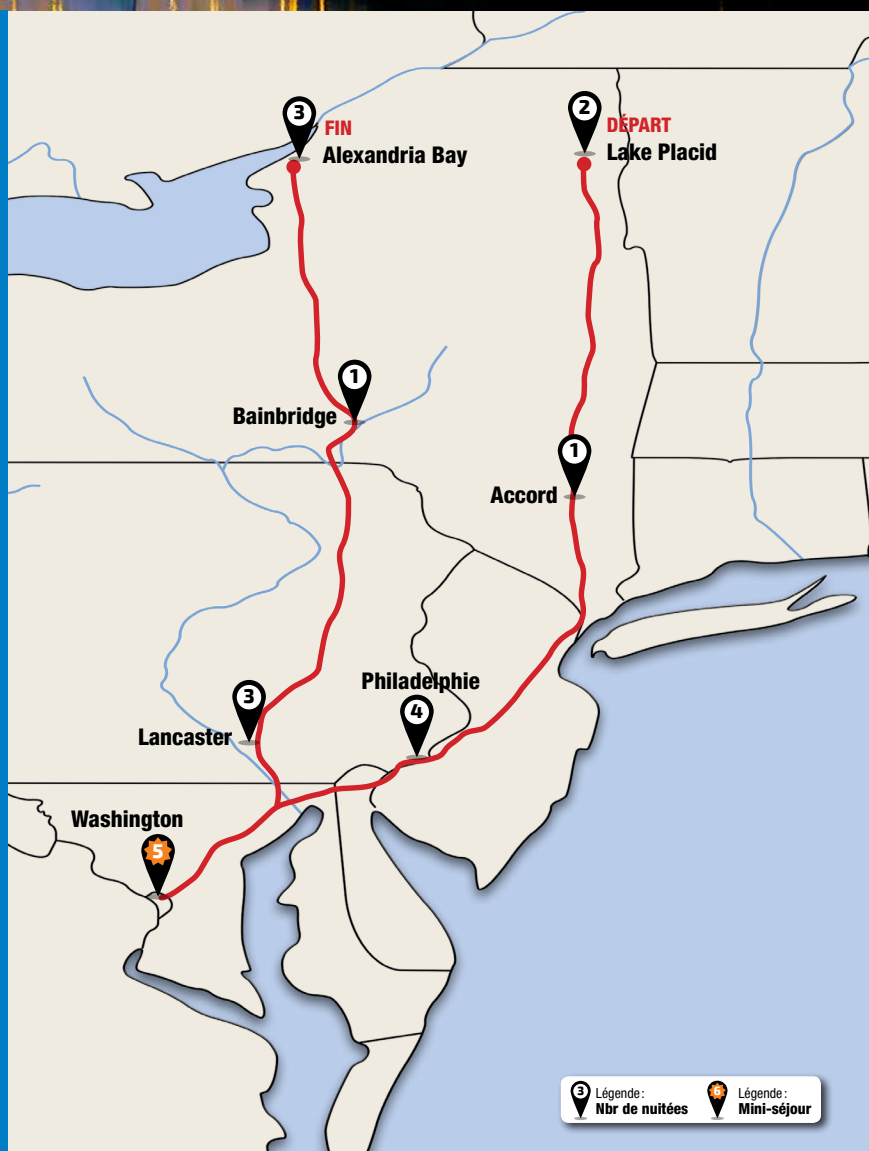 3
FIN
Alexandria Bay
2
DÉPART
Lake Placid
1
Bainbridge
1
Accord
Philadelphie
4
3
Lancaster
Washington
5
3
Légende :
Nbr de nuitées
6
Légende :
Mini-séjour